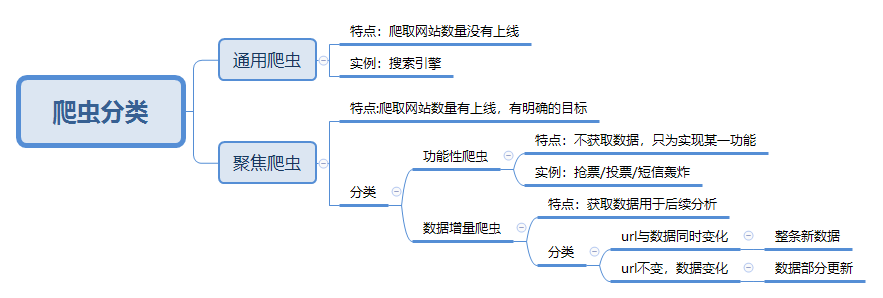 爬虫分类
通用爬虫
特点：爬取网站数量没有上线
实例：搜索引擎
聚焦爬虫
特点:爬取网站数量有上线，有明确的目标
分类
功能性爬虫
特点：不获取数据，只为实现某一功能
实例：抢票/投票/短信轰炸
数据增量爬虫
特点：获取数据用于后续分析
分类
url与数据同时变化
整条新数据
url不变，数据变化
数据部分更新